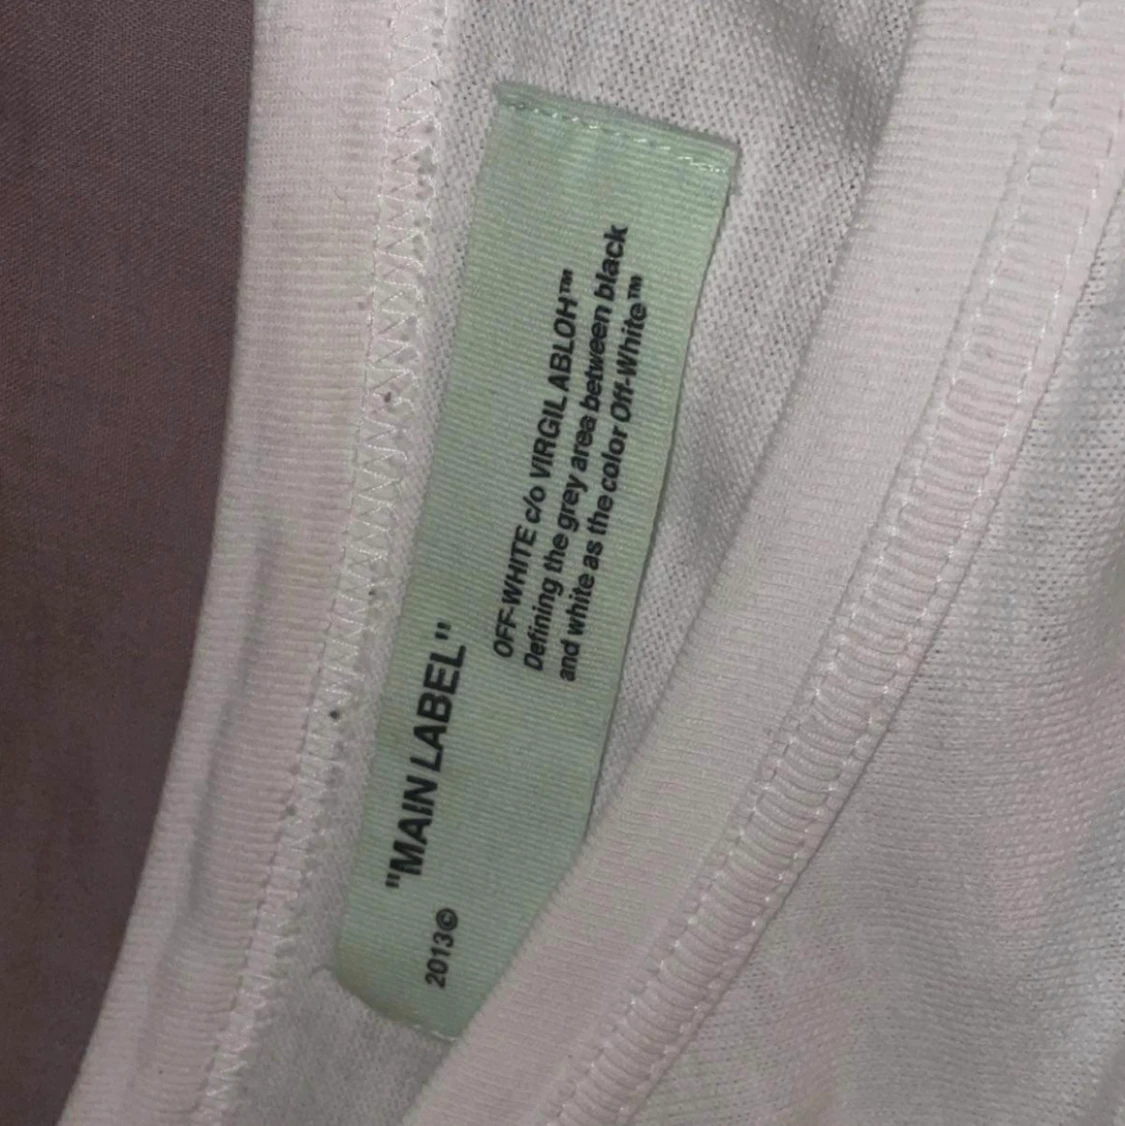 "MAIN LABEL"
OFF-WHITE c/o VIRGIL ABLOH™
Defining the grey area between black
and white as the color Off-White™
2013©